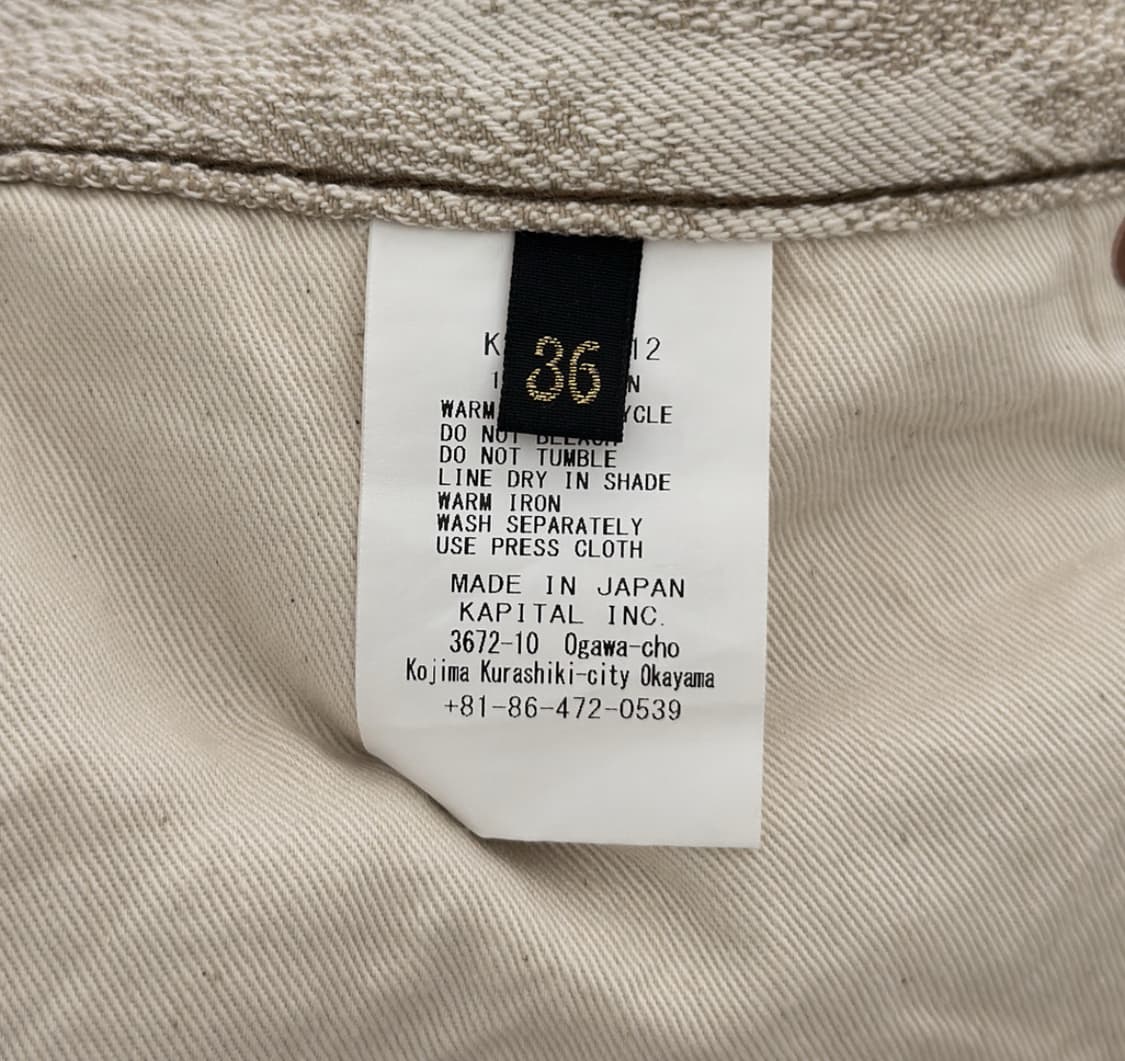 36
12
WARM
DO NOT BLEACH
DO NOT TUMBLE
LINE DRY IN SHADE
WARM IRON
WASH SEPARATELY
USE PRESS CLOTH
MADE IN JAPAN
KAPITAL INC.
3672-10 Ogawa-cho
Kojima Kurashiki-city Okayama
+81-86-472-0539